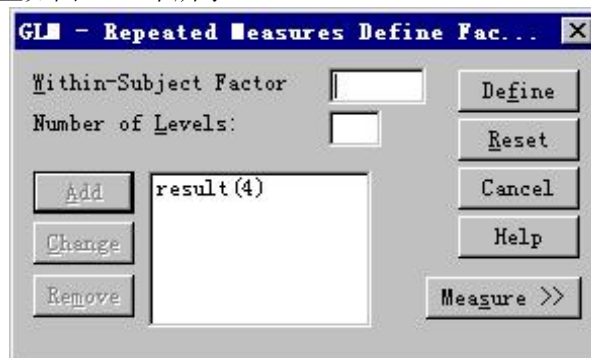 GLM - Repeated Measures Define Fac...
Within-Subject Factor
Number of Levels:
Define
Reset
Add
result(4)
Cancel
Change
Help
Remove
Measure >>